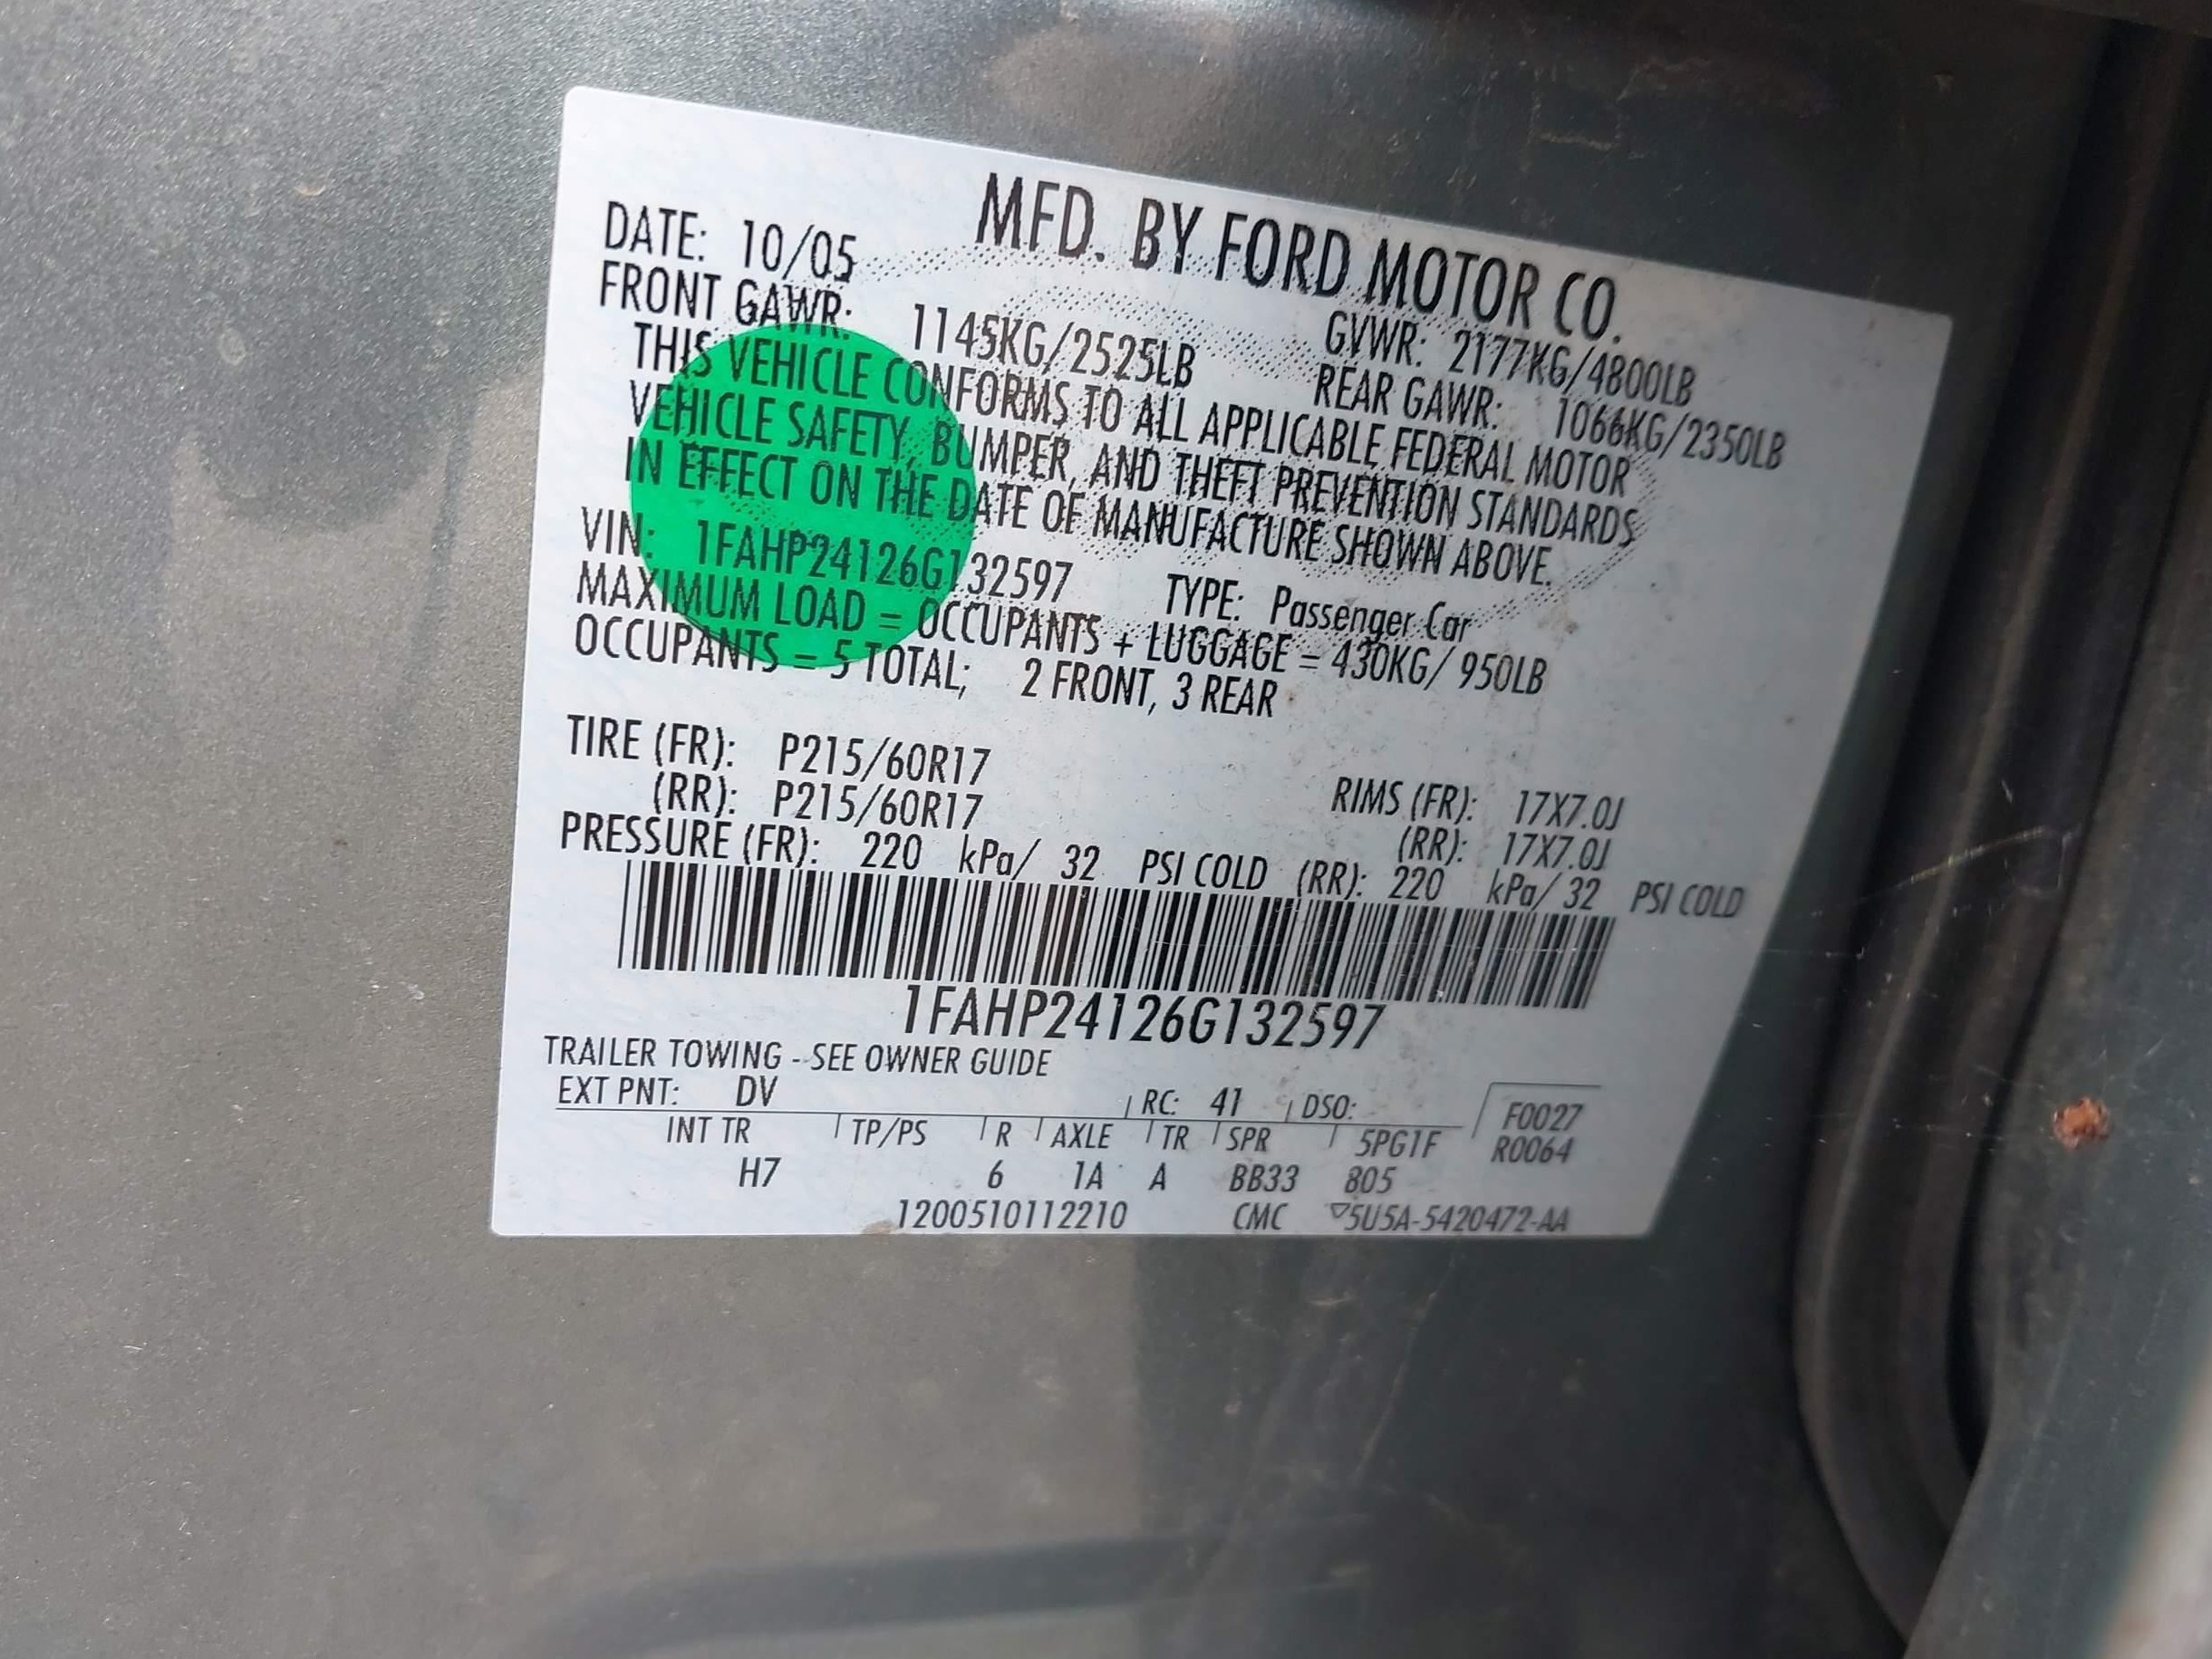 MFD. BY FORD MOTOR CO.
DATE: 10/05 GVWR: 2177KG/4800LB
FRONT GAWR: 1145KG/2525LB REAR GAWR: 1066KG/2350LB
THIS VEHICLE CONFORMS TO ALL APPLICABLE FEDERAL MOTOR
VEHICLE SAFETY, BUMPER, AND THEFT PREVENTION STANDARDS
IN EFFECT ON THE DATE OF MANUFACTURE SHOWN ABOVE.
VIN: 1FAHP24126G132597 TYPE: Passenger Car
MAXIMUM LOAD = OCCUPANTS + LUGGAGE = 430KG/ 950LB
OCCUPANTS = 5 TOTAL; 2 FRONT, 3 REAR
TIRE (FR): P215/60R17 RIMS (FR): 17X7.0J
(RR): P215/60R17 (RR): 17X7.0J
PRESSURE (FR): 220 kPa/ 32 PSI COLD (RR): 220 kPa/ 32 PSI COLD
1FAHP24126G132597
TRAILER TOWING - SEE OWNER GUIDE
EXT PNT: DV RC: 41 DSO: F0027
INT TR TP/PS R AXLE TR SPR 5PG1F R0064
H7 6 1A A BB33 805
1200510112210 CMC ▽5U5A-5420472-AA